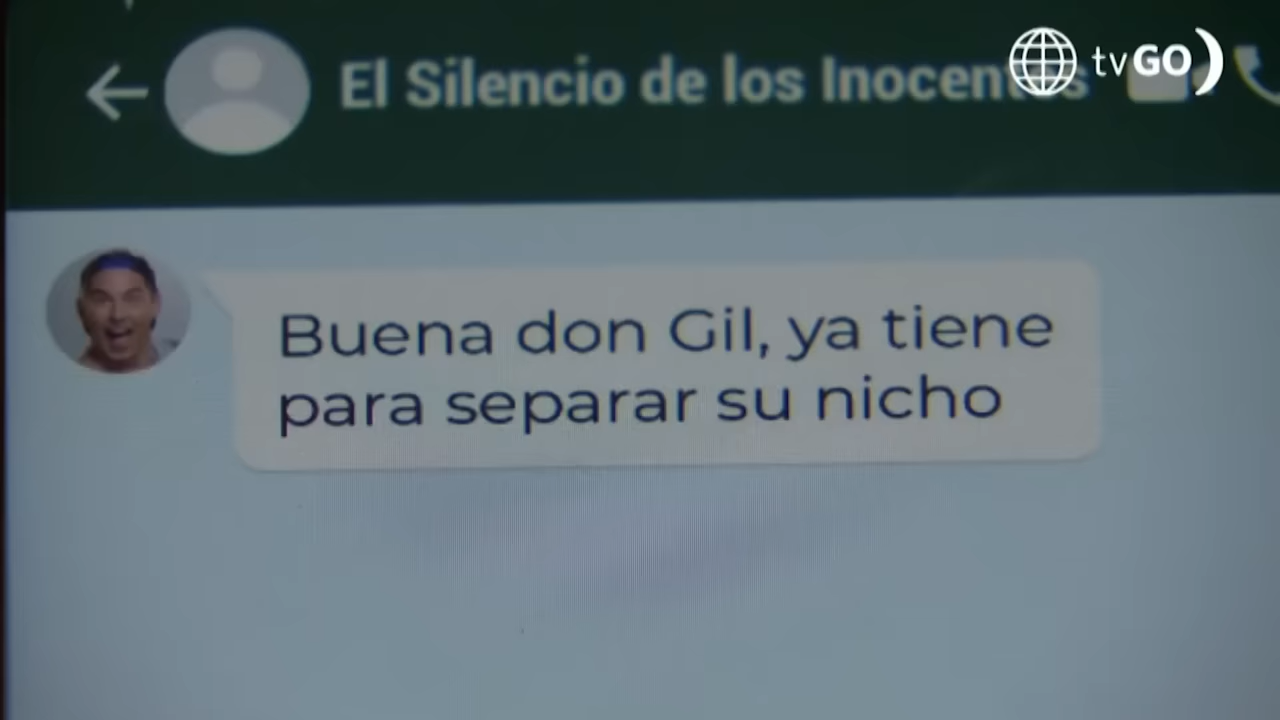 El Silencio de los Inocentes
tvGO
Buena don Gil, ya tiene
para separar su nicho